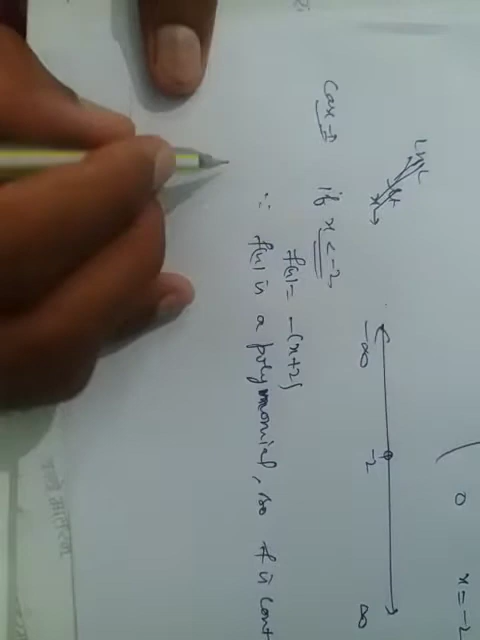 x = -2
0
-∞ -2 ∞
Case-I if x < -2,
f(x) = -(x+2)
∵ f(x) is a polynomial, so f is cont